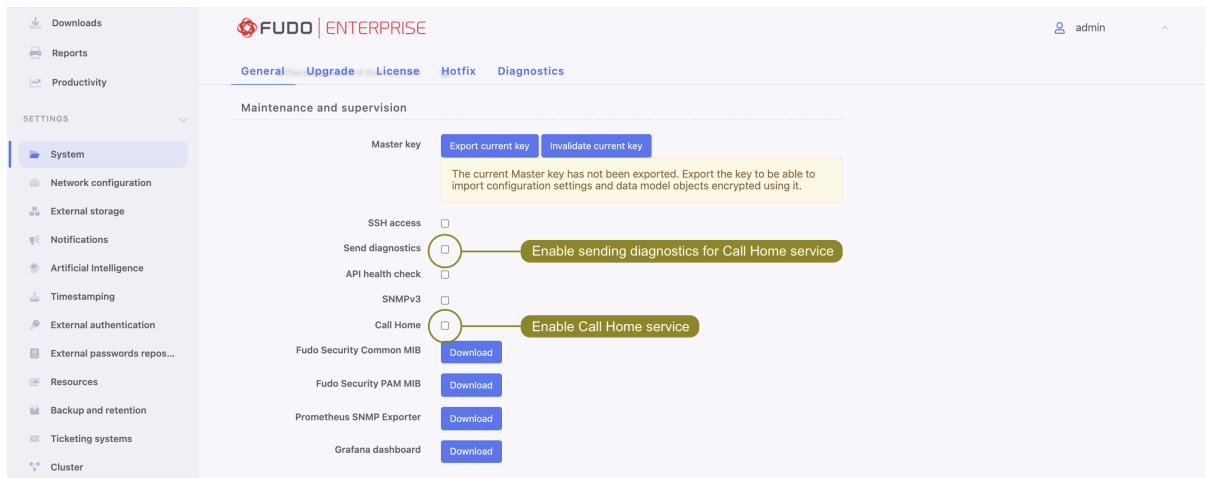 Downloads
Reports
Productivity
SETTINGS
System
Network configuration
External storage
Notifications
Artificial Intelligence
Timestamping
External authentication
External passwords repos...
Resources
Backup and retention
Ticketing systems
Cluster
FUDO ENTERPRISE
admin
General Upgrade License Hotfix Diagnostics
Maintenance and supervision
Master key Export current key Invalidate current key
The current Master key has not been exported. Export the key to be able to
import configuration settings and data model objects encrypted using it.
SSH access
Send diagnostics Enable sending diagnostics for Call Home service
API health check
SNMPv3
Call Home Enable Call Home service
Fudo Security Common MIB Download
Fudo Security PAM MIB Download
Prometheus SNMP Exporter Download
Grafana dashboard Download